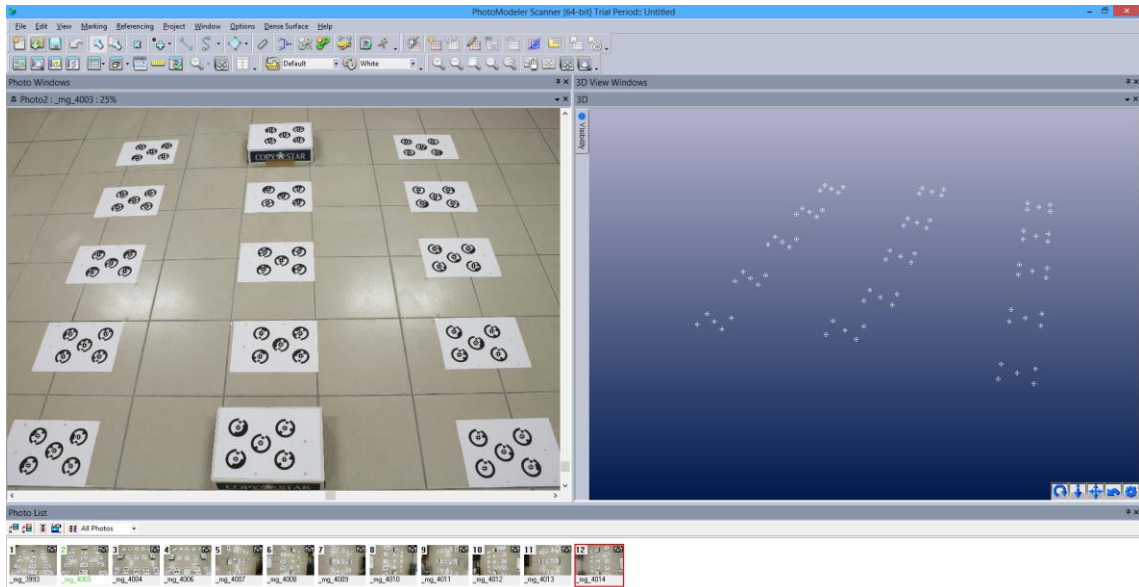 PhotoModeler Scanner [64-bit] Trial Period:: Untitled
File Edit View Marking Referencing Project Window Options Dense Surface Help
Default White
Photo Windows
3D View Windows
Photo2 : _mg_4003 : 25%
3D
Visibility
COPY STAR
COPY STAR
Photo List
All Photos
1 2 3 4 5 6 7 8 9 10 11 12
_mg_3993 _mg_4003 _mg_4004 _mg_4006 _mg_4007 _mg_4008 _mg_4009 _mg_4010 _mg_4011 _mg_4012 _mg_4013 _mg_4014